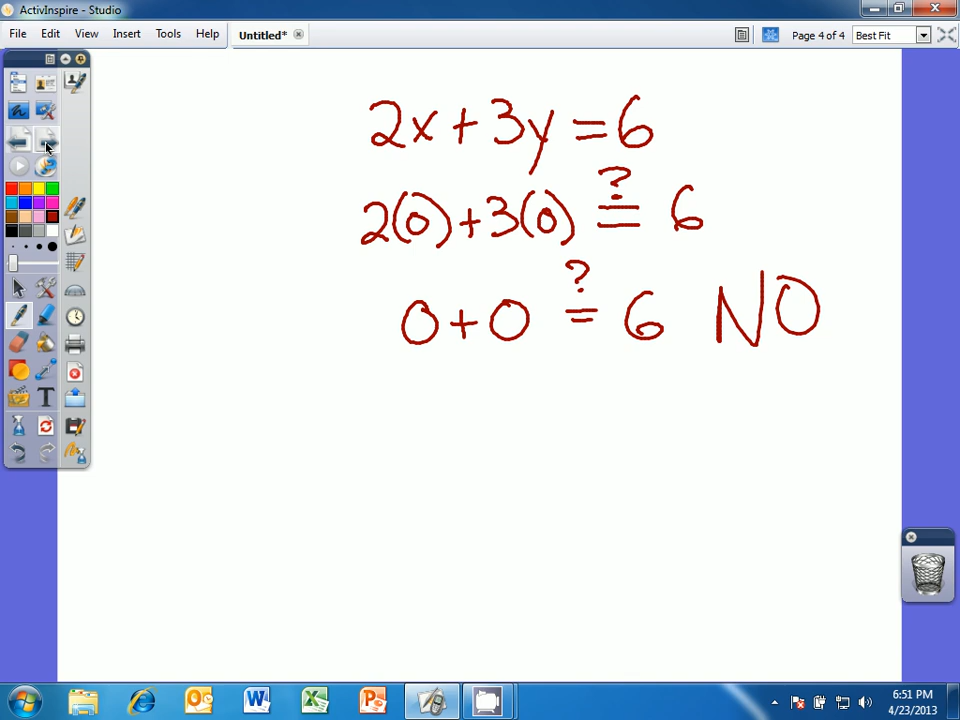 ActivInspire - Studio
File Edit View Insert Tools Help Untitled* Page 4 of 4 Best Fit
2x+3y=6
2(0)+3(0) ?= 6
0+0 ?= 6 NO
6:51 PM
4/23/2013